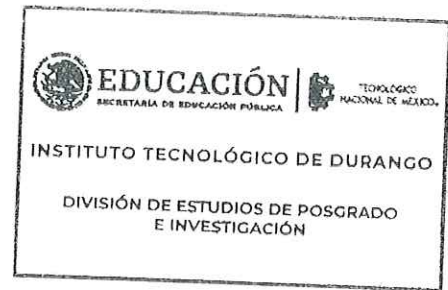 EDUCACIÓN
SECRETARÍA DE EDUCACIÓN PÚBLICA
TECNOLÓGICO
NACIONAL DE MÉXICO®
INSTITUTO TECNOLÓGICO DE DURANGO
DIVISIÓN DE ESTUDIOS DE POSGRADO
E INVESTIGACIÓN